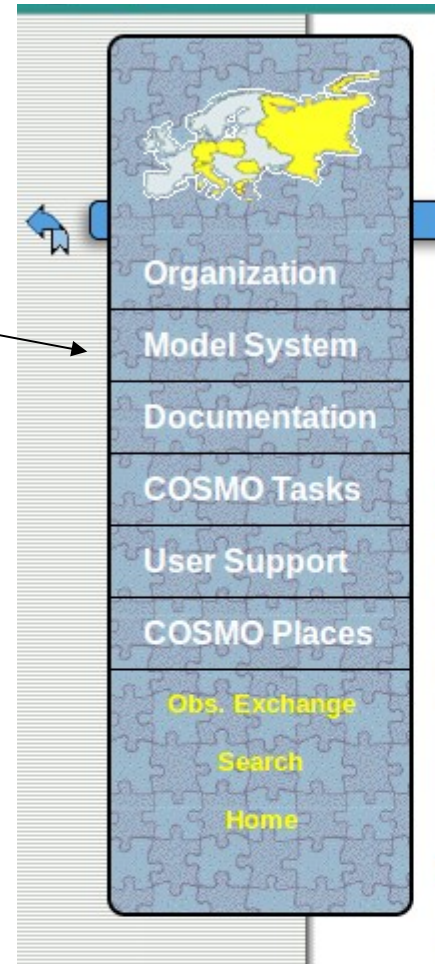 Organization
Model System
Documentation
COSMO Tasks
User Support
COSMO Places
Obs. Exchange
Search
Home